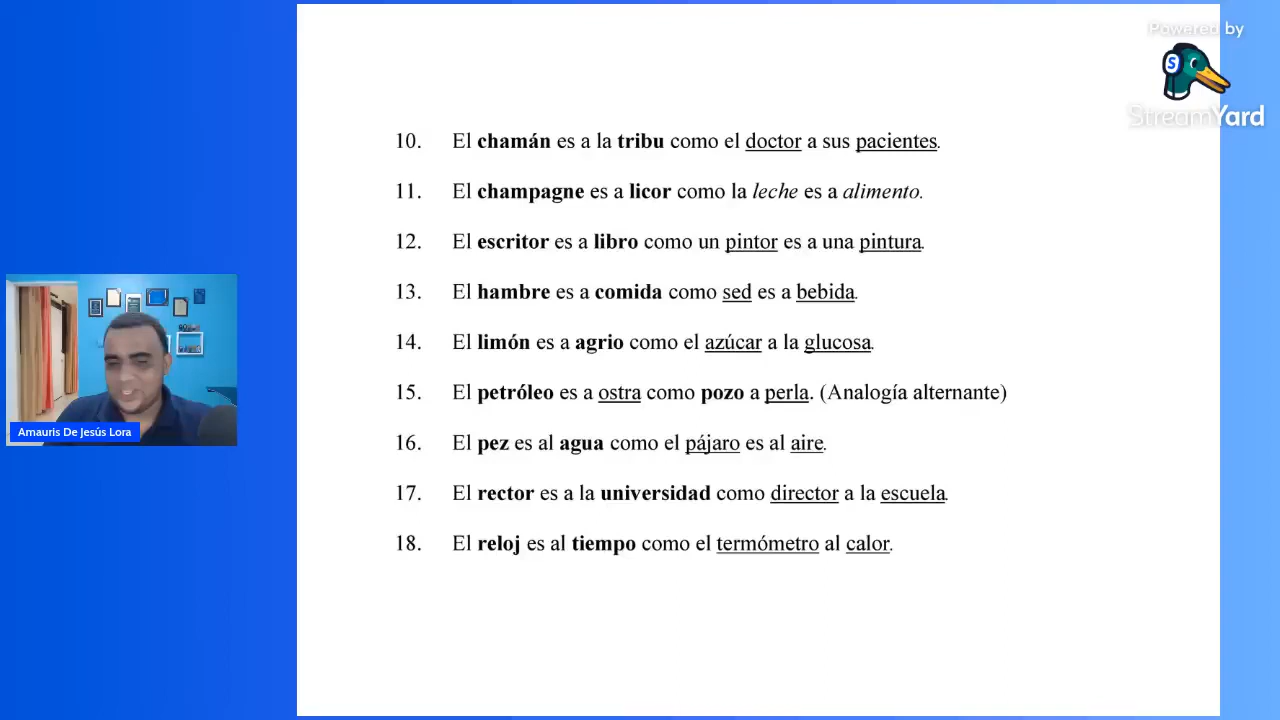 Powered by
StreamYard
10. El chamán es a la tribu como el doctor a sus pacientes.
11. El champagne es a licor como la leche es a alimento.
12. El escritor es a libro como un pintor es a una pintura.
13. El hambre es a comida como sed es a bebida.
14. El limón es a agrio como el azúcar a la glucosa.
15. El petróleo es a ostra como pozo a perla. (Analogía alternante)
16. El pez es al agua como el pájaro es al aire.
17. El rector es a la universidad como director a la escuela.
18. El reloj es al tiempo como el termómetro al calor.
Amauris De Jesús Lora